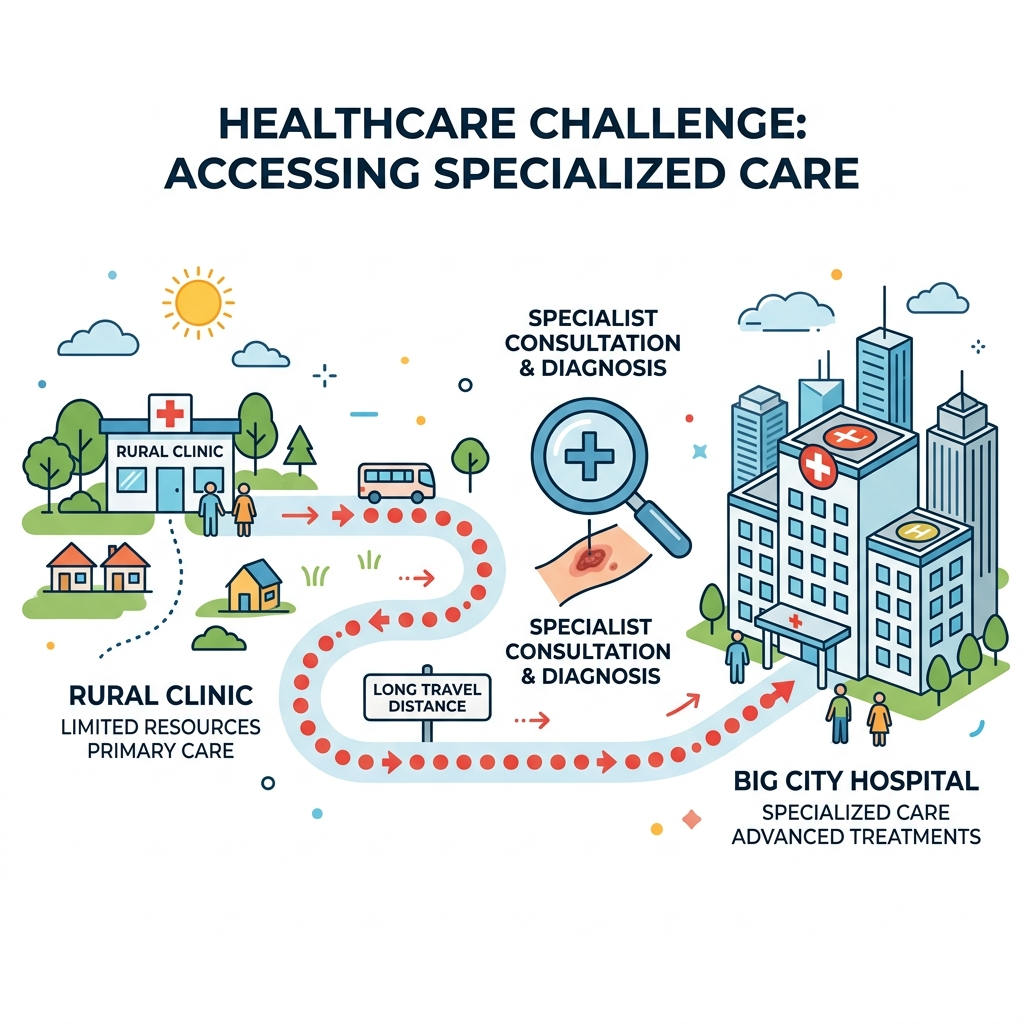 HEALTHCARE CHALLENGE:
ACCESSING SPECIALIZED CARE
SPECIALIST
CONSULTATION
& DIAGNOSIS
RURAL CLINIC
SPECIALIST
CONSULTATION
& DIAGNOSIS
LONG TRAVEL
DISTANCE
RURAL CLINIC
LIMITED RESOURCES
PRIMARY CARE
BIG CITY HOSPITAL
SPECIALIZED CARE
ADVANCED TREATMENTS
H